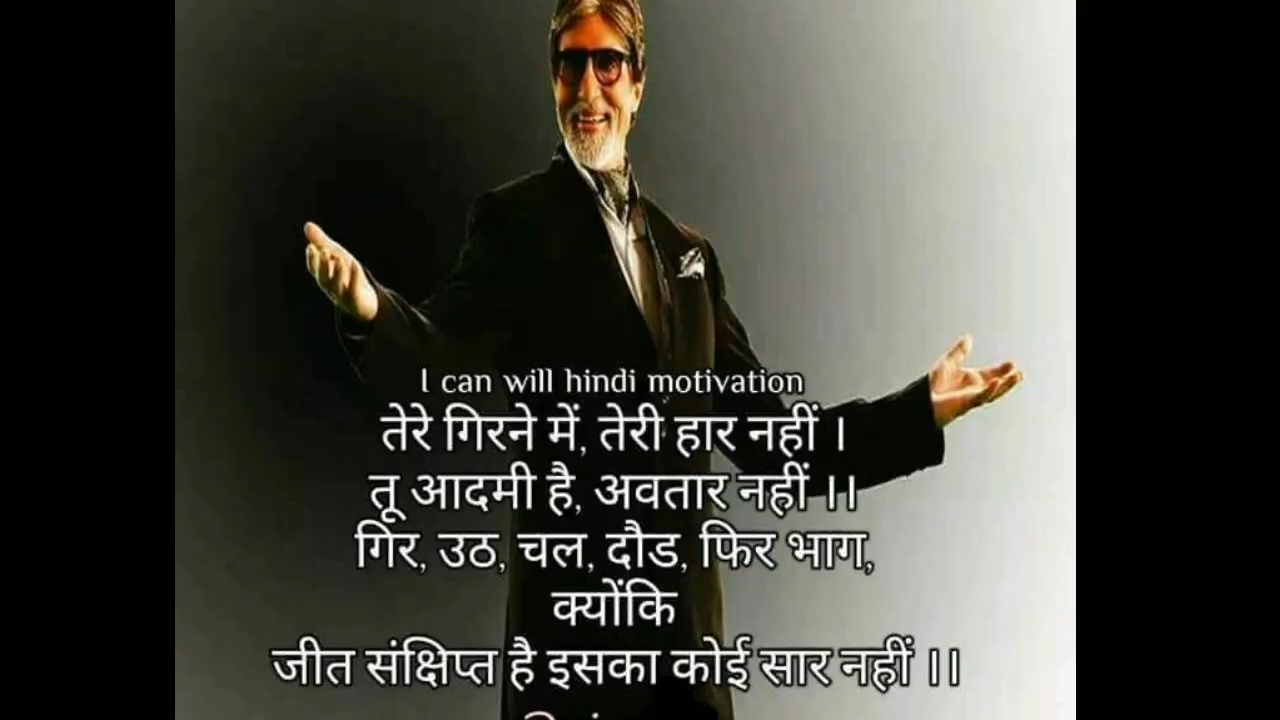 I can will hindi motivation
तेरे गिरने में, तेरी हार नहीं ।
तू आदमी है, अवतार नहीं ।।
गिर, उठ, चल, दौड, फिर भाग,
क्योंकि
जीत संक्षिप्त है इसका कोई सार नहीं ।।